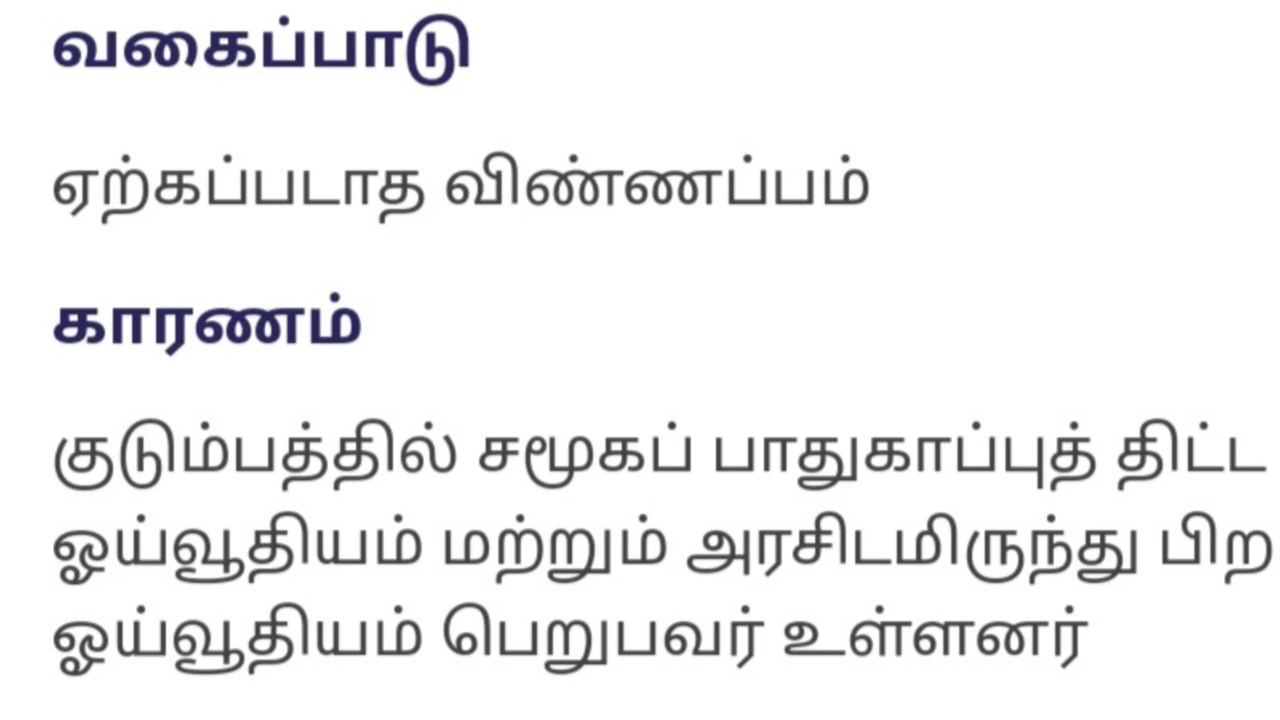 வகைப்பாடு
ஏற்கப்படாத விண்ணப்பம்
காரணம்
குடும்பத்தில் சமூகப் பாதுகாப்புத் திட்ட
ஓய்வூதியம் மற்றும் அரசிடமிருந்து பிற
ஓய்வூதியம் பெறுபவர் உள்ளனர்